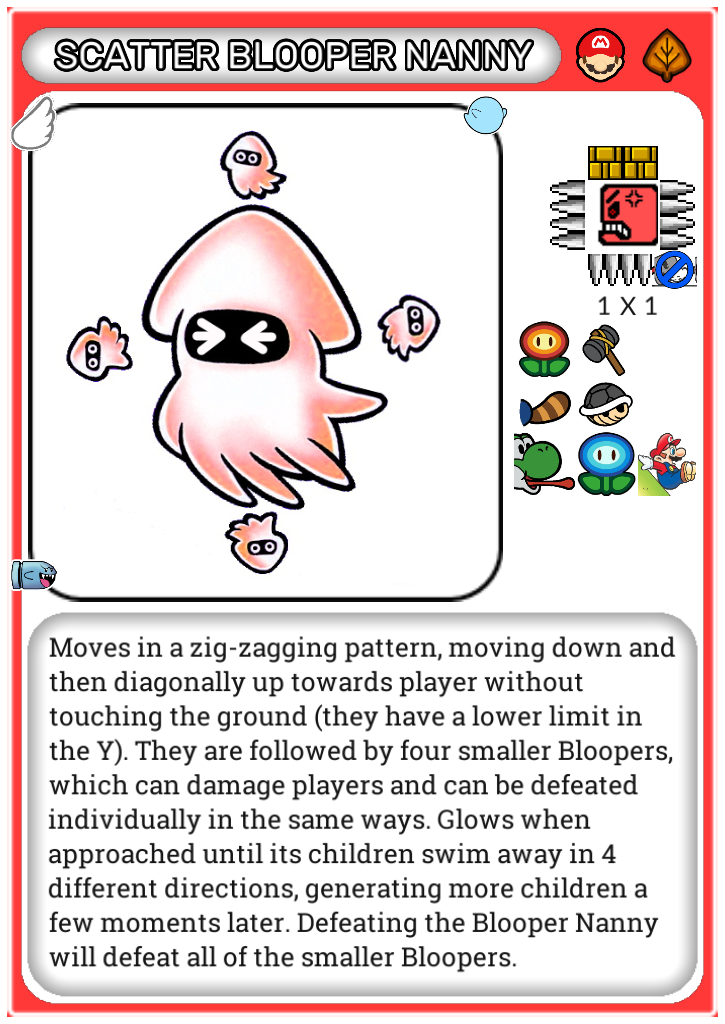 SCATTER BLOOPER NANNY
1 X 1
Moves in a zig-zagging pattern, moving down and
then diagonally up towards player without
touching the ground (they have a lower limit in
the Y). They are followed by four smaller Bloopers,
which can damage players and can be defeated
individually in the same ways. Glows when
approached until its children swim away in 4
different directions, generating more children a
few moments later. Defeating the Blooper Nanny
will defeat all of the smaller Bloopers.